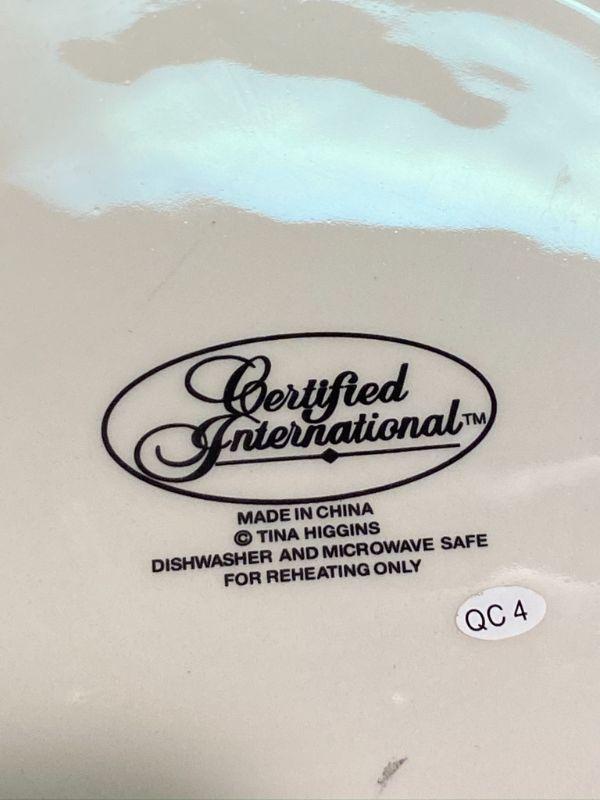 Certified
International™
MADE IN CHINA
© TINA HIGGINS
DISHWASHER AND MICROWAVE SAFE
FOR REHEATING ONLY
QC 4